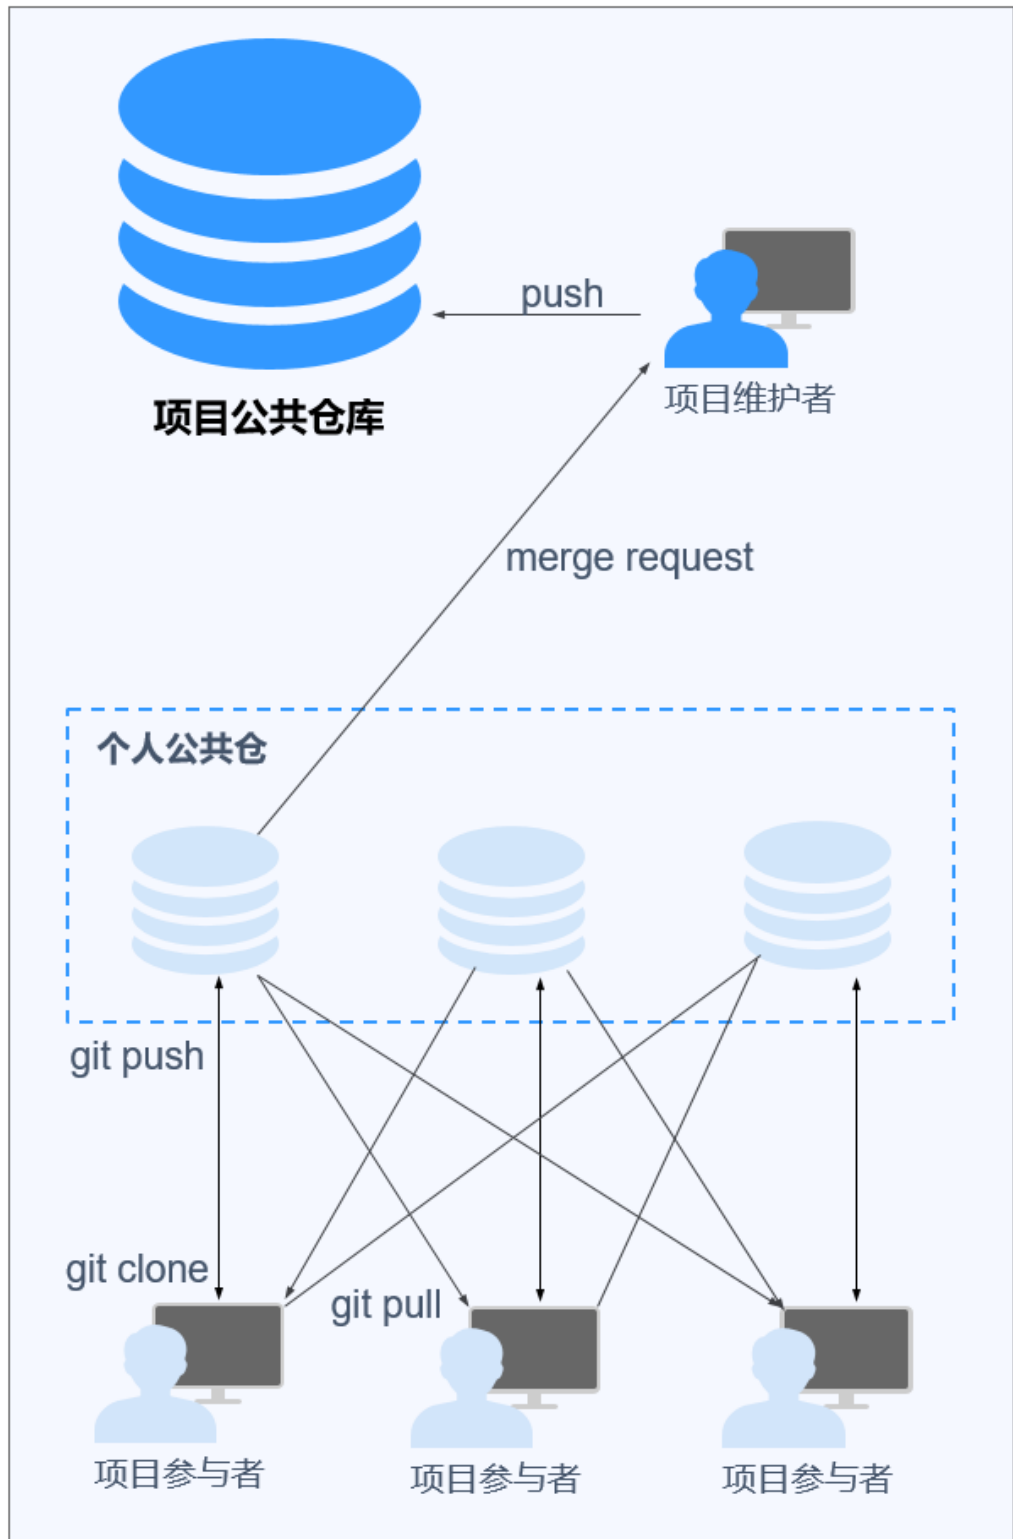 push
项目维护者
项目公共仓库
merge request
个人公共仓
git push
git clone
git pull
项目参与者
项目参与者
项目参与者